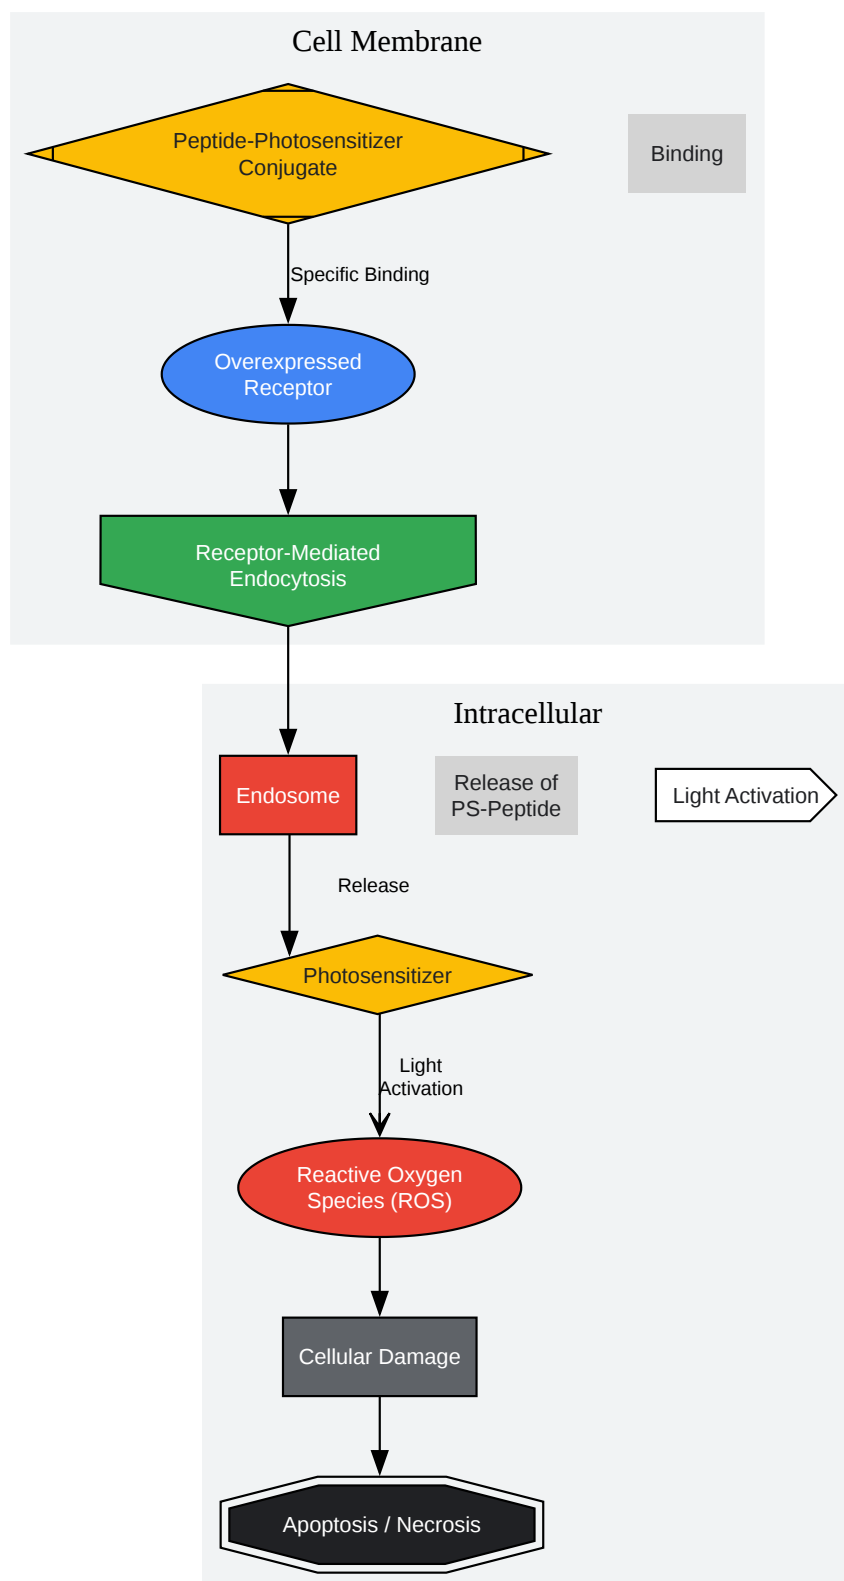 Cell Membrane
Peptide-Photosensitizer
Conjugate
Binding
Specific Binding
Overexpressed
Receptor
Receptor-Mediated
Endocytosis
Intracellular
Endosome
Release of
PS-Peptide
Light Activation
Release
Photosensitizer
Light
Activation
Reactive Oxygen
Species (ROS)
Cellular Damage
Apoptosis / Necrosis